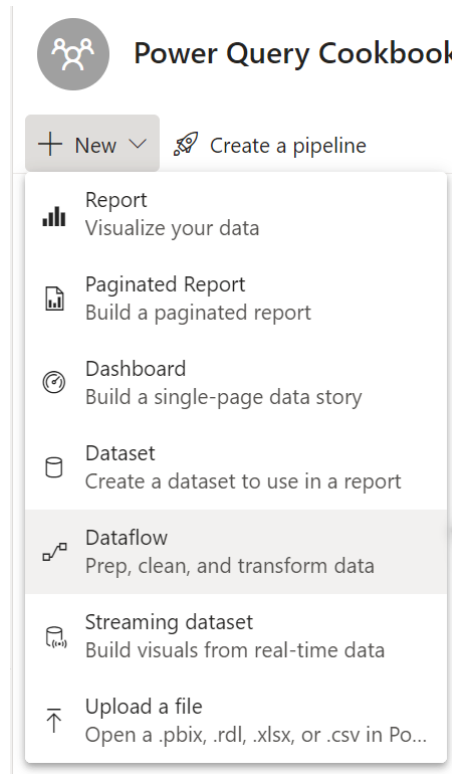 Power Query Cookbook
New
Create a pipeline
Report
Visualize your data
Paginated Report
Build a paginated report
Dashboard
Build a single-page data story
Dataset
Create a dataset to use in a report
Dataflow
Prep, clean, and transform data
Streaming dataset
Build visuals from real-time data
Upload a file
Open a .pbix, .rdl, .xlsx, or .csv in Po...